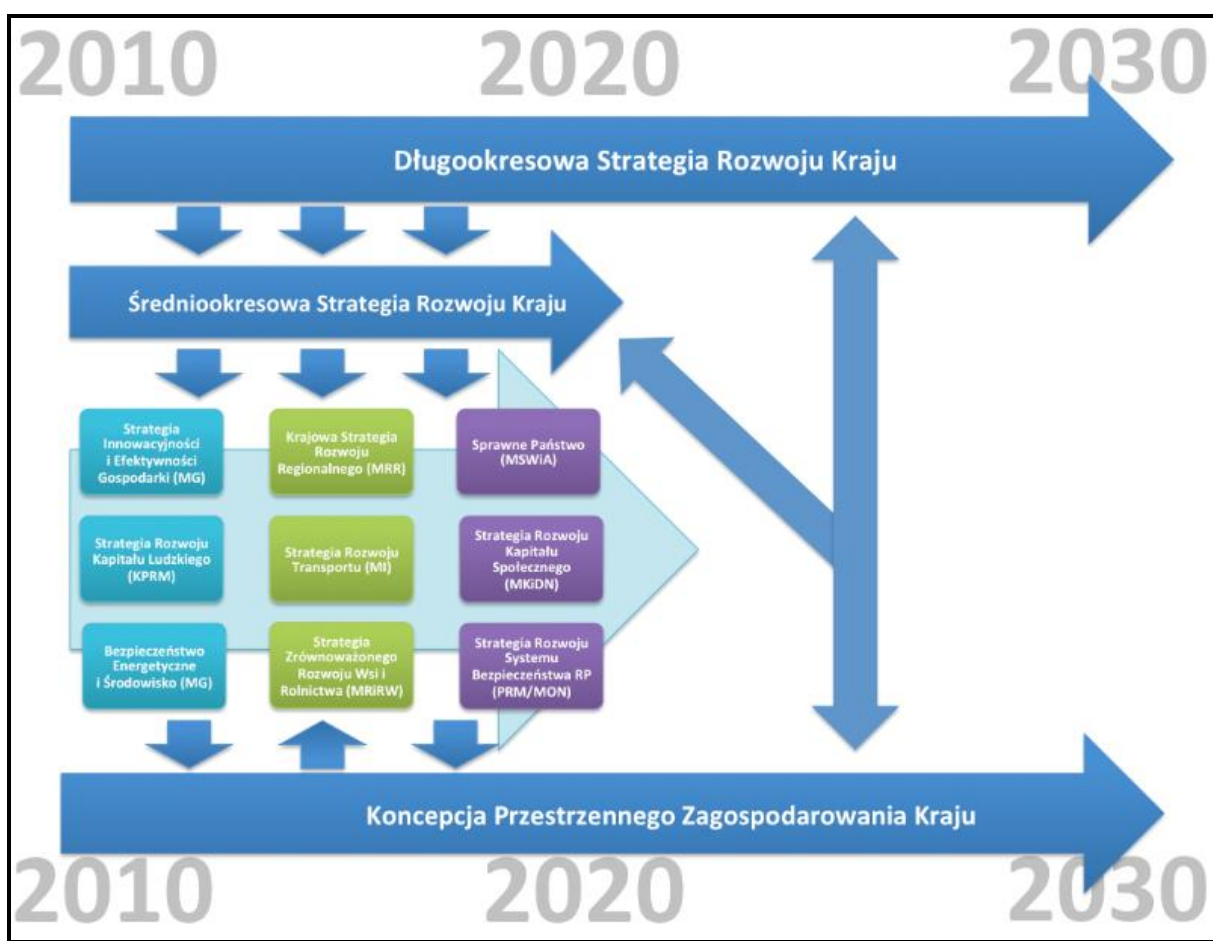 2010 2020 2030
Długookresowa Strategia Rozwoju Kraju
Średniookresowa Strategia Rozwoju Kraju
Strategia
Innowacyjności
i Efektywności
Gospodarki (MG)
Krajowa Strategia
Rozwoju
Regionalnego (MRR)
Sprawne Państwo
(MSWiA)
Strategia Rozwoju
Kapitału Ludzkiego
(KPRM)
Strategia Rozwoju
Transportu (MI)
Strategia Rozwoju
Kapitału
Społecznego
(MKiDN)
Bezpieczeństwo
Energetyczne
i Środowisko (MG)
Strategia
Zrównoważonego
Rozwoju Wsi i
Rolnictwa (MRiRW)
Strategia Rozwoju
Systemu
Bezpieczeństwa RP
(PRM/MON)
Koncepcja Przestrzennego Zagospodarowania Kraju
2010 2020 2030